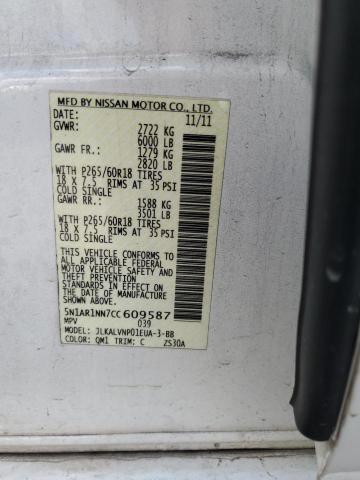 MFD BY NISSAN MOTOR CO., LTD.
DATE: 11/11
GVWR: 2722 KG
6000 LB
GAWR FR.: 1279 KG
2820 LB
WITH P265/60R18 TIRES
18 X 7.5 RIMS AT 35 PSI
COLD SINGLE
GAWR RR.: 1588 KG
3501 LB
WITH P265/60R18 TIRES
18 X 7.5 RIMS AT 35 PSI
COLD SINGLE
THIS VEHICLE CONFORMS TO
ALL APPLICABLE FEDERAL
MOTOR VEHICLE SAFETY
STANDARDS IN EFFECT ON THE
DATE OF MANUFACTURE SHOWN
ABOVE.
5N1AR1NN7CC609587
MPV 039
MODEL: JLKALVNP01EUA-3-BB
COLOR: QM1 TRIM: C ZS30A